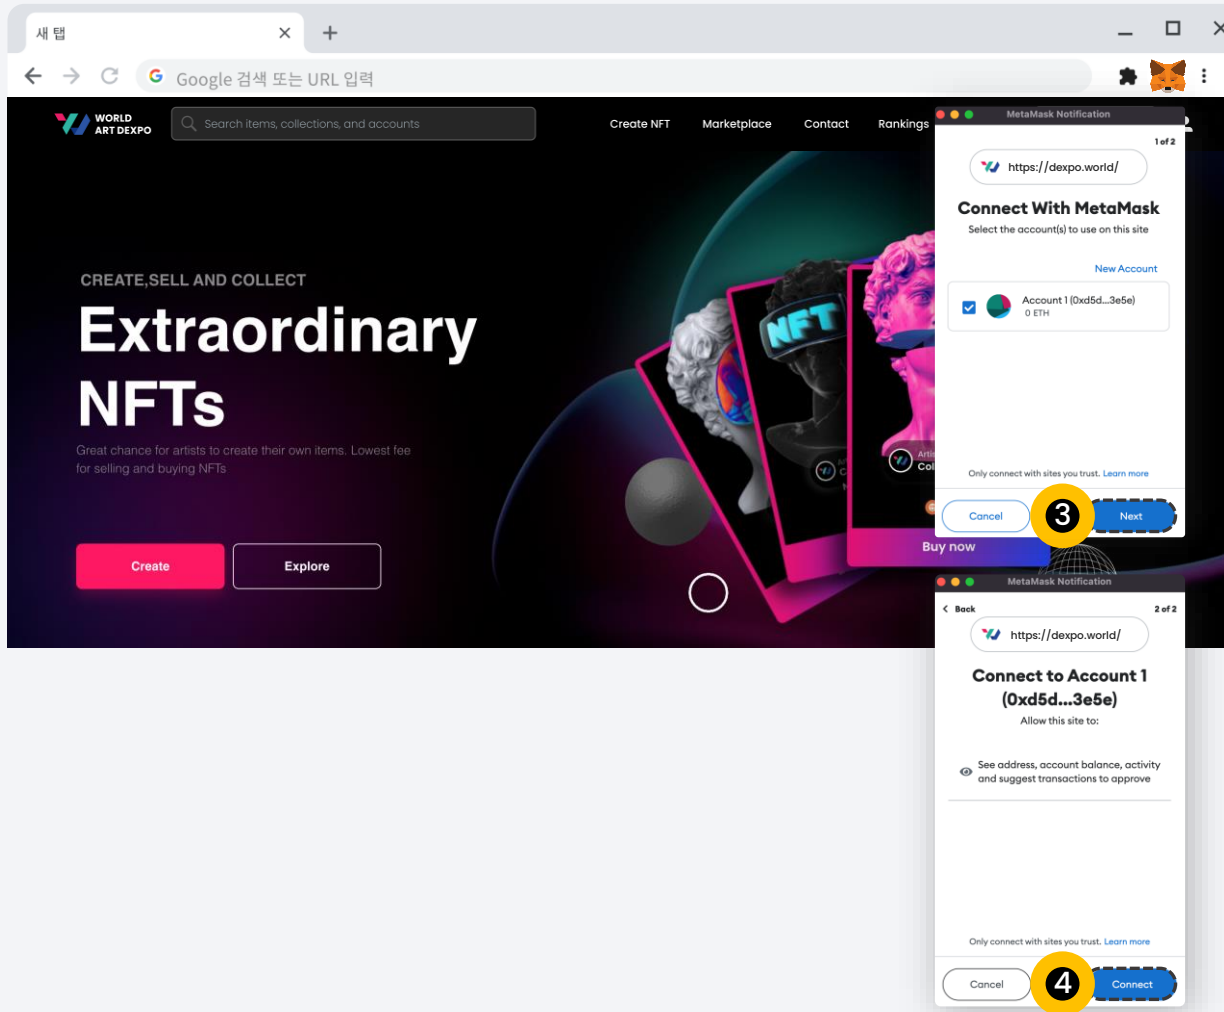 새 탭
Google 검색 또는 URL 입력
WORLD
ART DEXPO
Search items, collections, and accounts
Create NFT
Marketplace
Contact
Rankings
CREATE,SELL AND COLLECT
Extraordinary
NFTs
Great chance for artists to create their own items. Lowest fee
for selling and buying NFTs
Create
Explore
NFT
Buy now
MetaMask Notification
1 of 2
https://dexpo.world/
Connect With MetaMask
Select the account(s) to use on this site
New Account
Account 1 (0xd5d...3e5e)
0 ETH
Only connect with sites you trust. Learn more
Cancel
3
Next
MetaMask Notification
Back
2 of 2
https://dexpo.world/
Connect to Account 1
(0xd5d...3e5e)
Allow this site to:
See address, account balance, activity
and suggest transactions to approve
Only connect with sites you trust. Learn more
Cancel
4
Connect